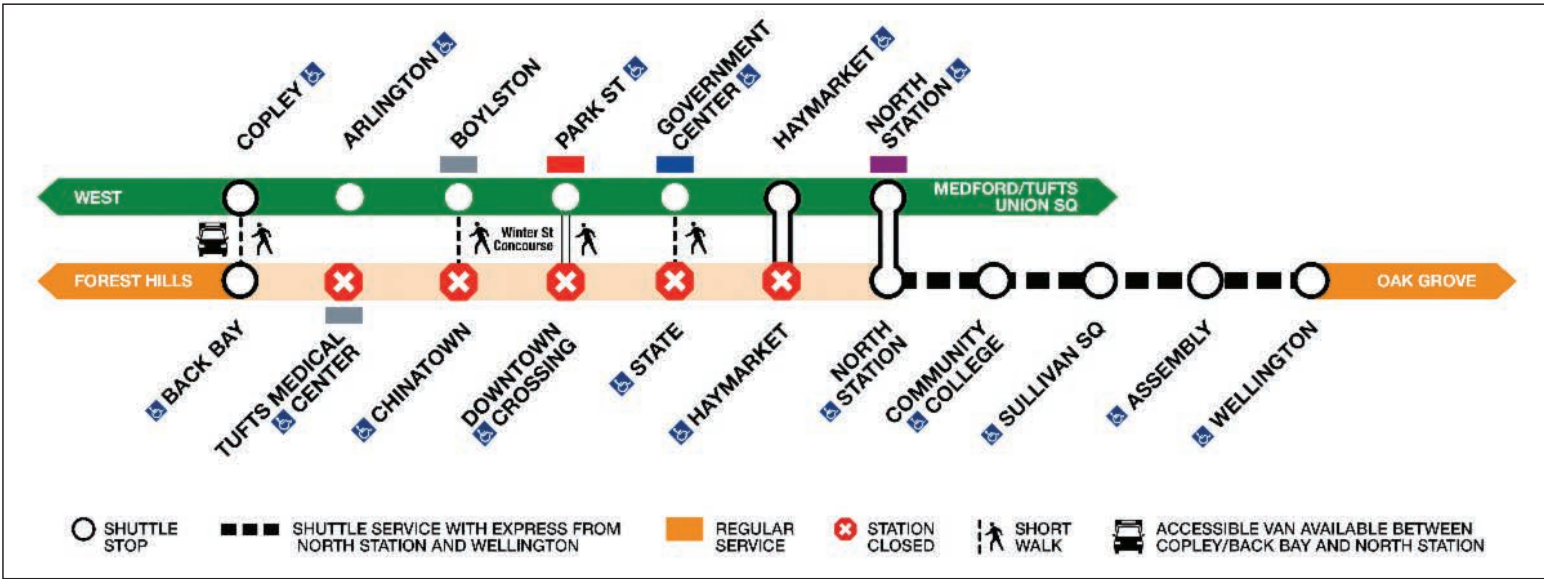 COPLEY
ARLINGTON
BOYLSTON
PARK ST
GOVERNMENT
CENTER
HAYMARKET
NORTH
STATION
WEST
MEDFORD/TUFTS
UNION SQ
Winter St
Concourse
FOREST HILLS
OAK GROVE
BACK BAY
TUFTS MEDICAL
CENTER
CHINATOWN
DOWNTOWN
CROSSING
STATE
HAYMARKET
NORTH
STATION
COMMUNITY
COLLEGE
SULLIVAN SQ
ASSEMBLY
WELLINGTON
SHUTTLE
STOP
SHUTTLE SERVICE WITH EXPRESS FROM
NORTH STATION AND WELLINGTON
REGULAR
SERVICE
STATION
CLOSED
SHORT
WALK
ACCESSIBLE VAN AVAILABLE BETWEEN
COPLEY/BACK BAY AND NORTH STATION